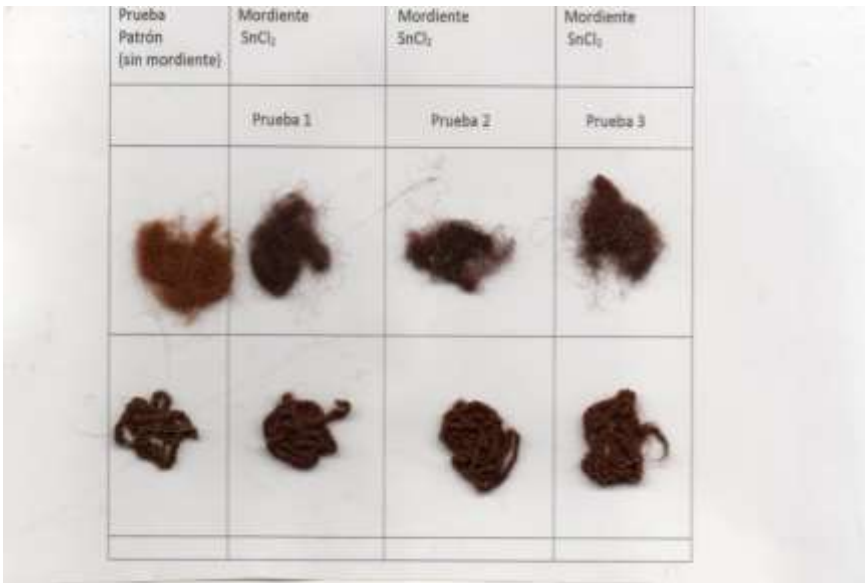 Prueba
Patrón
(sin mordiente)
Mordiente
SnCl₂
Mordiente
SnCl₂
Mordiente
SnCl₂
Prueba 1
Prueba 2
Prueba 3